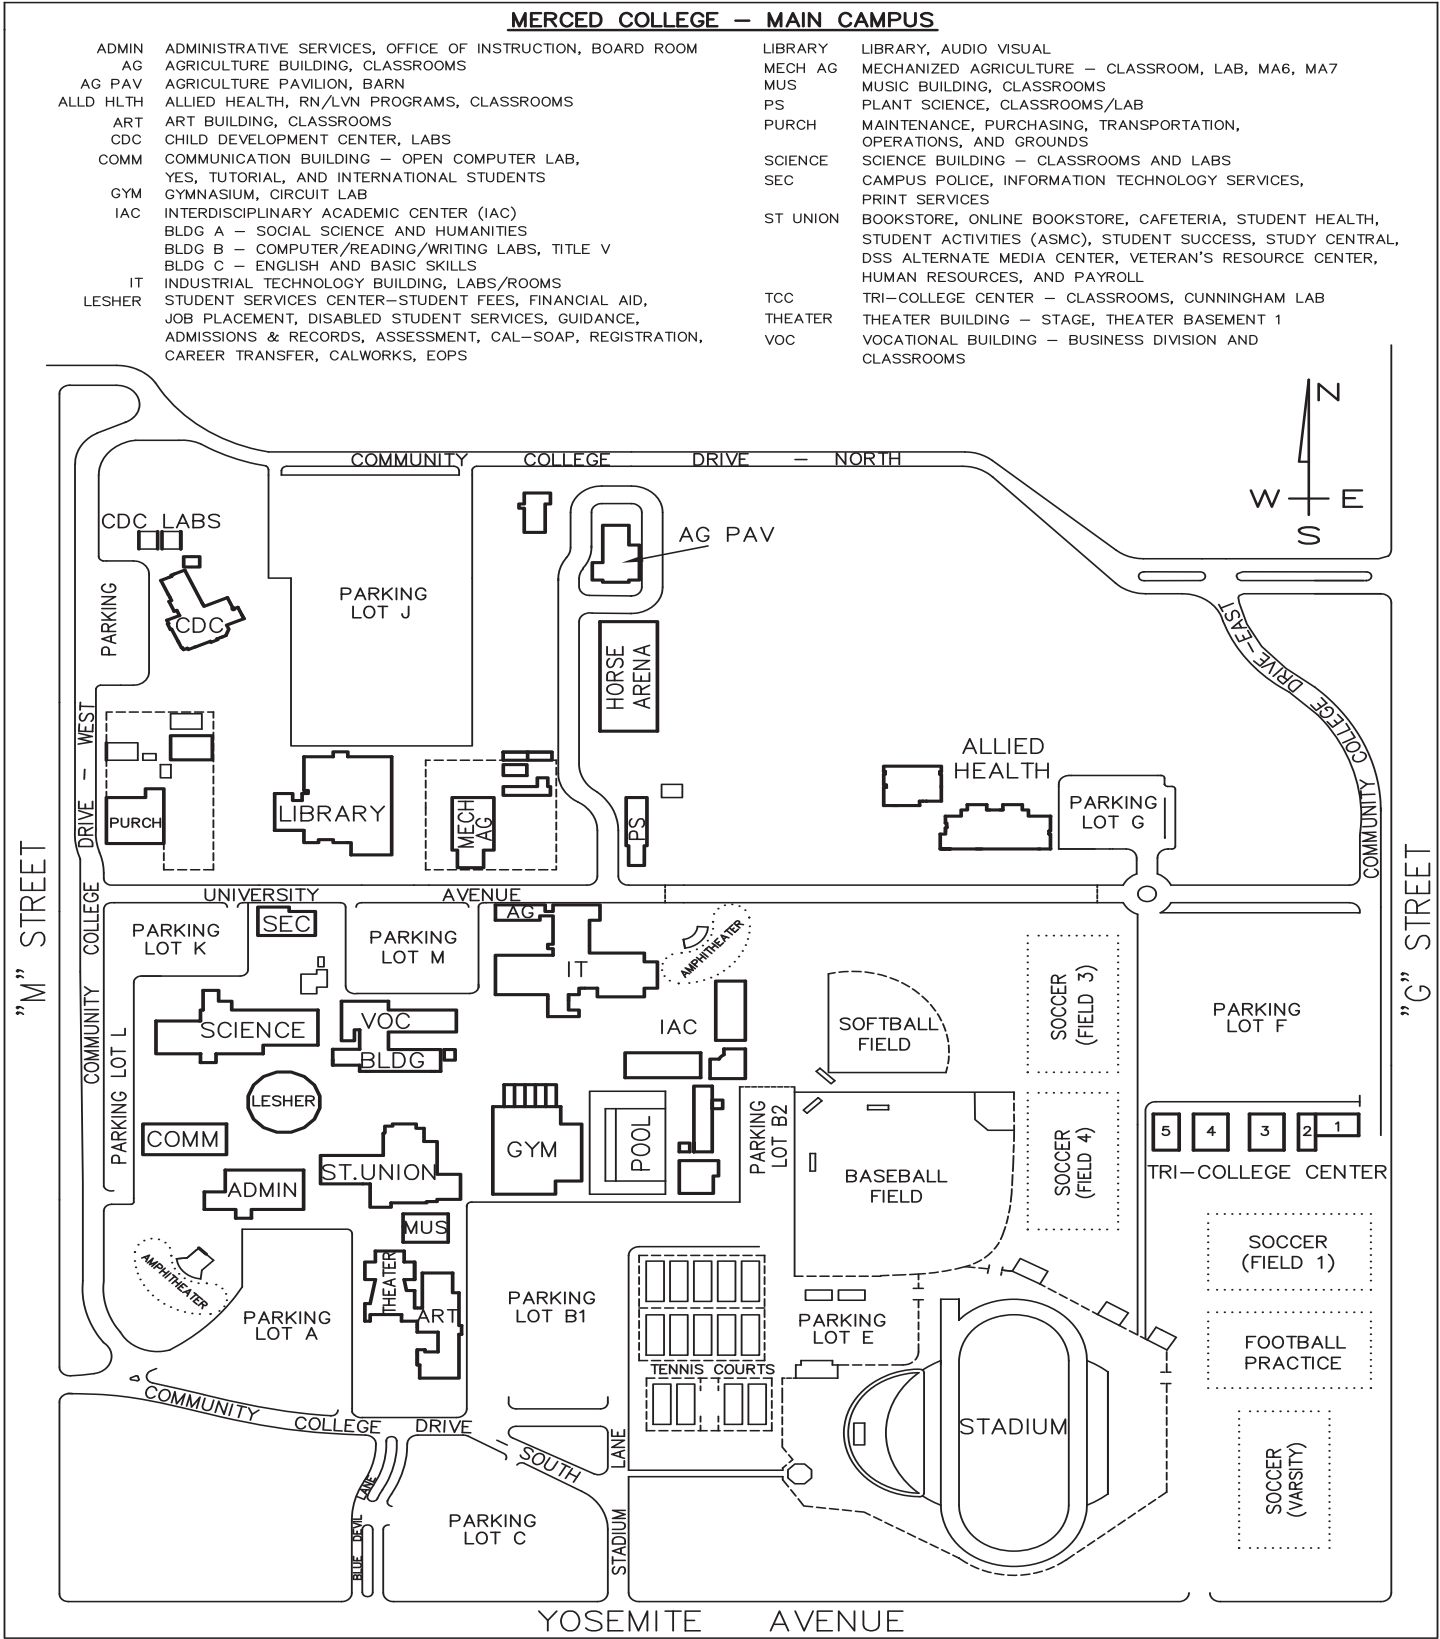 MERCED COLLEGE – MAIN CAMPUS
ADMIN ADMINISTRATIVE SERVICES, OFFICE OF INSTRUCTION, BOARD ROOM
AG AGRICULTURE BUILDING, CLASSROOMS
AG PAV AGRICULTURE PAVILION, BARN
ALLD HLTH ALLIED HEALTH, RN/LVN PROGRAMS, CLASSROOMS
ART ART BUILDING, CLASSROOMS
CDC CHILD DEVELOPMENT CENTER, LABS
COMM COMMUNICATION BUILDING – OPEN COMPUTER LAB,
YES, TUTORIAL, AND INTERNATIONAL STUDENTS
GYM GYMNASIUM, CIRCUIT LAB
IAC INTERDISCIPLINARY ACADEMIC CENTER (IAC)
BLDG A – SOCIAL SCIENCE AND HUMANITIES
BLDG B – COMPUTER/READING/WRITING LABS, TITLE V
BLDG C – ENGLISH AND BASIC SKILLS
IT INDUSTRIAL TECHNOLOGY BUILDING, LABS/ROOMS
LESHER STUDENT SERVICES CENTER–STUDENT FEES, FINANCIAL AID,
JOB PLACEMENT, DISABLED STUDENT SERVICES, GUIDANCE,
ADMISSIONS & RECORDS, ASSESSMENT, CAL–SOAP, REGISTRATION,
CAREER TRANSFER, CALWORKS, EOPS
LIBRARY LIBRARY, AUDIO VISUAL
MECH AG MECHANIZED AGRICULTURE – CLASSROOM, LAB, MA6, MA7
MUS MUSIC BUILDING, CLASSROOMS
PS PLANT SCIENCE, CLASSROOMS/LAB
PURCH MAINTENANCE, PURCHASING, TRANSPORTATION,
OPERATIONS, AND GROUNDS
SCIENCE SCIENCE BUILDING – CLASSROOMS AND LABS
SEC CAMPUS POLICE, INFORMATION TECHNOLOGY SERVICES,
PRINT SERVICES
ST UNION BOOKSTORE, ONLINE BOOKSTORE, CAFETERIA, STUDENT HEALTH,
STUDENT ACTIVITIES (ASMC), STUDENT SUCCESS, STUDY CENTRAL,
DSS ALTERNATE MEDIA CENTER, VETERAN'S RESOURCE CENTER,
HUMAN RESOURCES, AND PAYROLL
TCC TRI–COLLEGE CENTER – CLASSROOMS, CUNNINGHAM LAB
THEATER THEATER BUILDING – STAGE, THEATER BASEMENT 1
VOC VOCATIONAL BUILDING – BUSINESS DIVISION AND
CLASSROOMS
N
W E
S
COMMUNITY COLLEGE DRIVE – NORTH
CDC LABS
AG PAV
PARKING
LOT J
PARKING
CDC
HORSE
ARENA
COMMUNITY COLLEGE DRIVE–EAST
COMMUNITY COLLEGE DRIVE – WEST
ALLIED
HEALTH
PARKING
LOT G
PURCH
LIBRARY
MECH
AG
PS
"M" STREET
"G" STREET
UNIVERSITY AVENUE
PARKING
LOT K
SEC
PARKING
LOT M
AG
IT
AMPHITHEATER
SOCCER
(FIELD 3)
PARKING
LOT F
SOFTBALL
FIELD
IAC
SCIENCE
VOC
BLDG
PARKING LOT L
LESHER
COMM
ST.UNION
GYM
POOL
PARKING
LOT B2
BASEBALL
FIELD
SOCCER
(FIELD 4)
5 4 3 2 1
TRI–COLLEGE CENTER
ADMIN
MUS
SOCCER
(FIELD 1)
AMPHITHEATER
THEATER
ART
PARKING
LOT A
PARKING
LOT B1
PARKING
LOT E
FOOTBALL
PRACTICE
TENNIS COURTS
STADIUM
SOCCER
(VARSITY)
COMMUNITY COLLEGE DRIVE SOUTH
BLUE DEVIL LANE
STADIUM LANE
PARKING
LOT C
YOSEMITE AVENUE